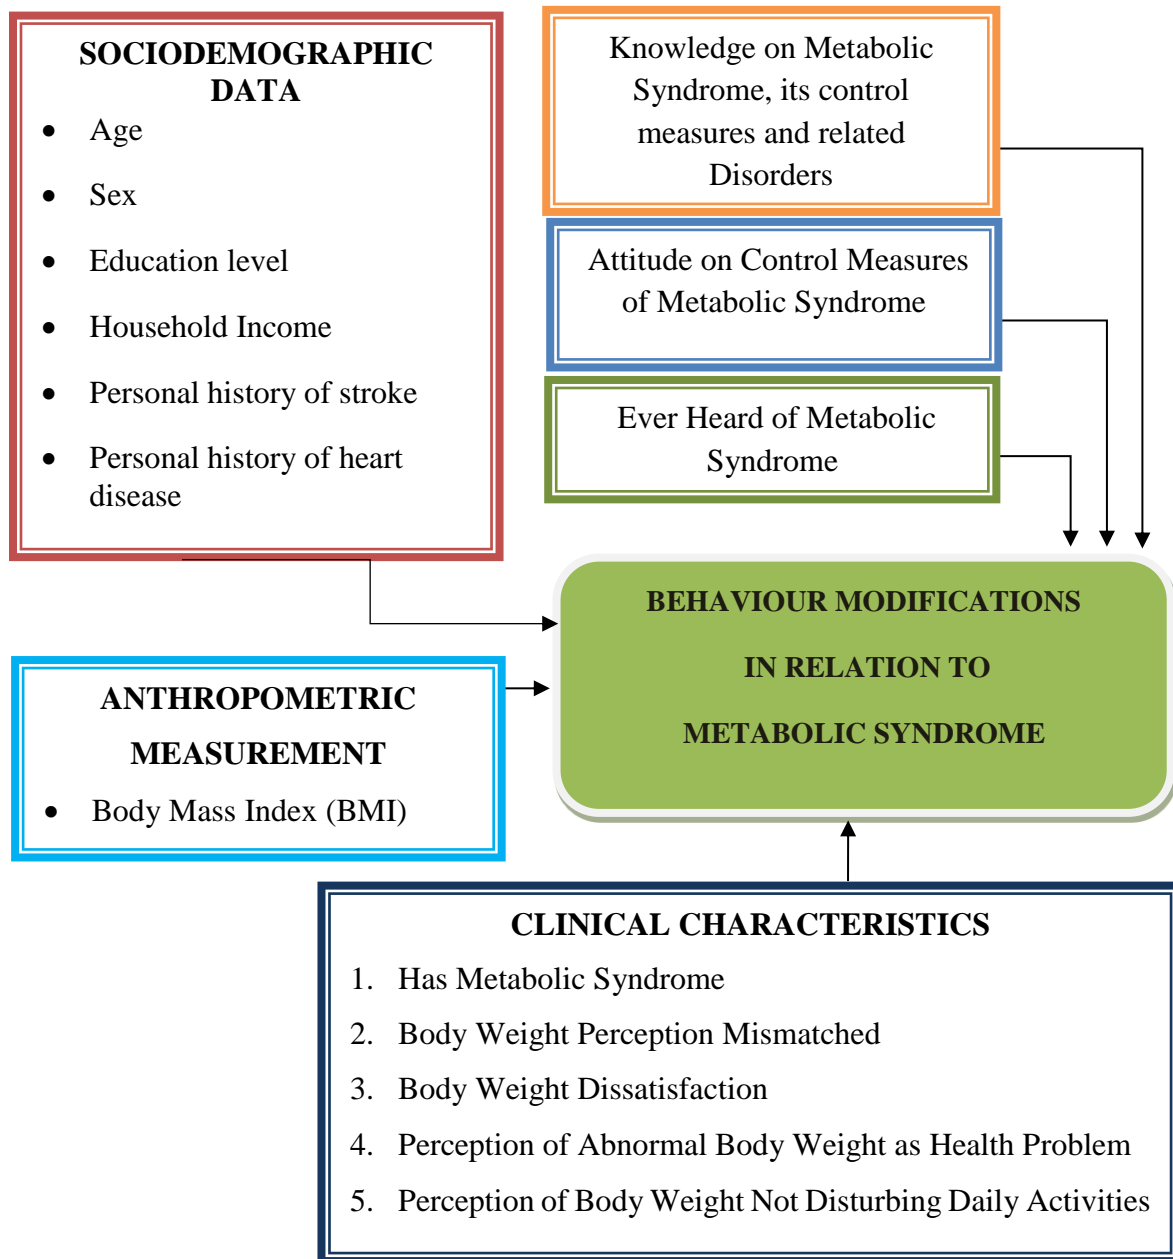 SOCIODEMOGRAPHIC
DATA
• Age
• Sex
• Education level
• Household Income
• Personal history of stroke
• Personal history of heart
disease
Knowledge on Metabolic
Syndrome, its control
measures and related
Disorders
Attitude on Control Measures
of Metabolic Syndrome
Ever Heard of Metabolic
Syndrome
BEHAVIOUR MODIFICATIONS
IN RELATION TO
METABOLIC SYNDROME
ANTHROPOMETRIC
MEASUREMENT
• Body Mass Index (BMI)
CLINICAL CHARACTERISTICS
1. Has Metabolic Syndrome
2. Body Weight Perception Mismatched
3. Body Weight Dissatisfaction
4. Perception of Abnormal Body Weight as Health Problem
5. Perception of Body Weight Not Disturbing Daily Activities